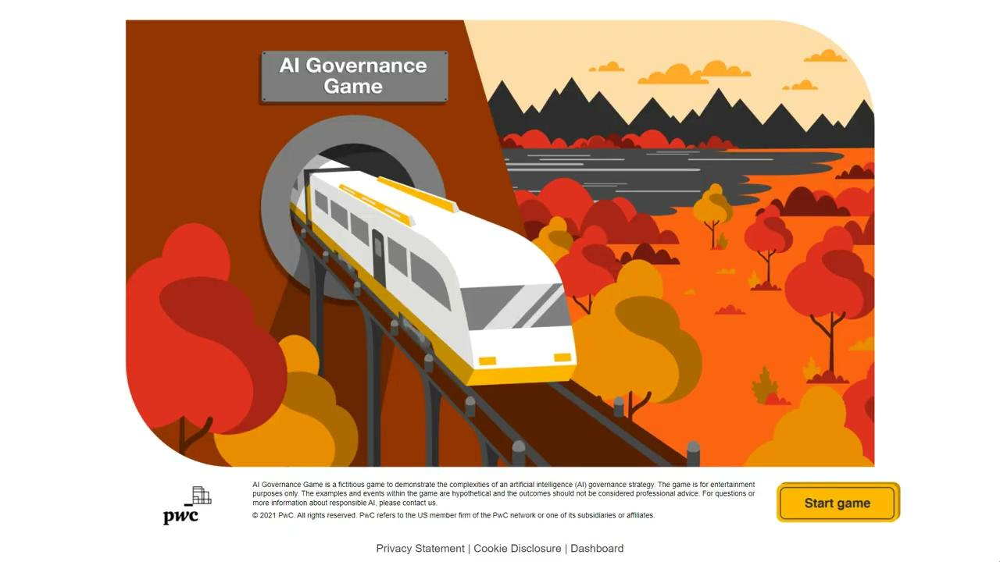 AI Governance
Game
AI Governance Game is a fictitious game to demonstrate the complexities of an artificial intelligence (AI) governance strategy. The game is for entertainment
purposes only. The examples and events within the game are hypothetical and the outcomes should not be considered professional advice. For questions or
more information about responsible AI, please contact us.
© 2021 PwC. All rights reserved. PwC refers to the US member firm of the PwC network or one of its subsidiaries or affiliates.
pwc
Start game
Privacy Statement | Cookie Disclosure | Dashboard